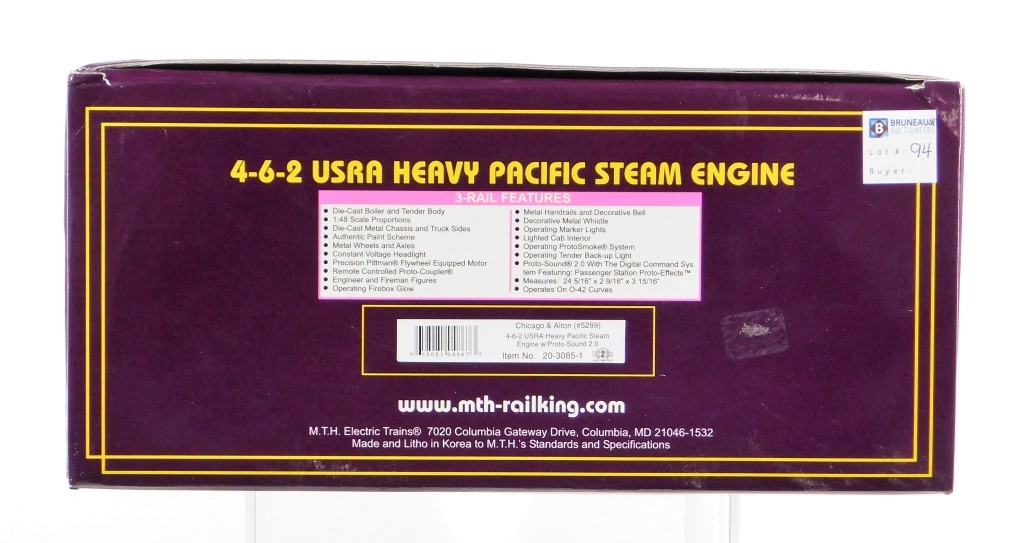 BRUNEAU &
AUCTIONEERS
Lot #: 94
Buyer:
4-6-2 USRA HEAVY PACIFIC STEAM ENGINE
3-RAIL FEATURES
• Die-Cast Boiler and Tender Body
• 1:48 Scale Proportions
• Die-Cast Metal Chassis and Truck Sides
• Authentic Paint Scheme
• Metal Wheels and Axles
• Constant Voltage Headlight
• Precision Pittman® Flywheel Equipped Motor
• Remote Controlled Proto-Coupler®
• Engineer and Fireman Figures
• Operating Firebox Glow
• Metal Handrails and Decorative Bell
• Decorative Metal Whistle
• Operating Marker Lights
• Lighted Cab Interior
• Operating ProtoSmoke® System
• Operating Tender Back-up Light
• Proto-Sound® 2.0 With The Digital Command Sys
tem Featuring: Passenger Station Proto-Effects™
• Measures: 24 5/16" x 2 9/16" x 3 15/16"
• Operates On O-42 Curves
Chicago & Alton (#5299)
4-6-2 USRA Heavy Pacific Steam
Engine w/Proto-Sound 2.0
Item No. 20-3085-1
www.mth-railking.com
M.T.H. Electric Trains® 7020 Columbia Gateway Drive, Columbia, MD 21046-1532
Made and Litho in Korea to M.T.H.'s Standards and Specifications